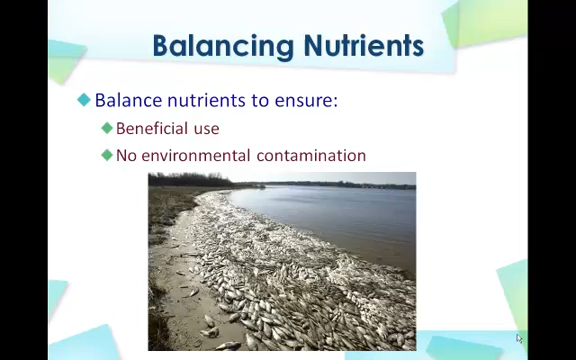 Balancing Nutrients
Balance nutrients to ensure:
Beneficial use
No environmental contamination